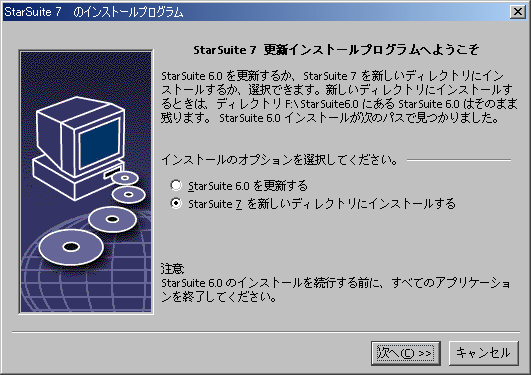 StarSuite 7 のインストールプログラム
StarSuite 7 更新インストールプログラムへようこそ
StarSuite 6.0 を更新するか、StarSuite 7 を新しいディレクトリにイン
ストールするか、選択できます。新しいディレクトリにインストールす
るときは、ディレクトリ F:\StarSuite6.0 にある StarSuite 6.0 はそのまま
残ります。 StarSuite 6.0 インストールが次のパスで見つかりました。
インストールのオプションを選択してください。
StarSuite 6.0 を更新する
StarSuite 7 を新しいディレクトリにインストールする
注意:
StarSuite 6.0 のインストールを続行する前に、すべてのアプリケーショ
ンを終了してください。
次へ(C) >>
キャンセル